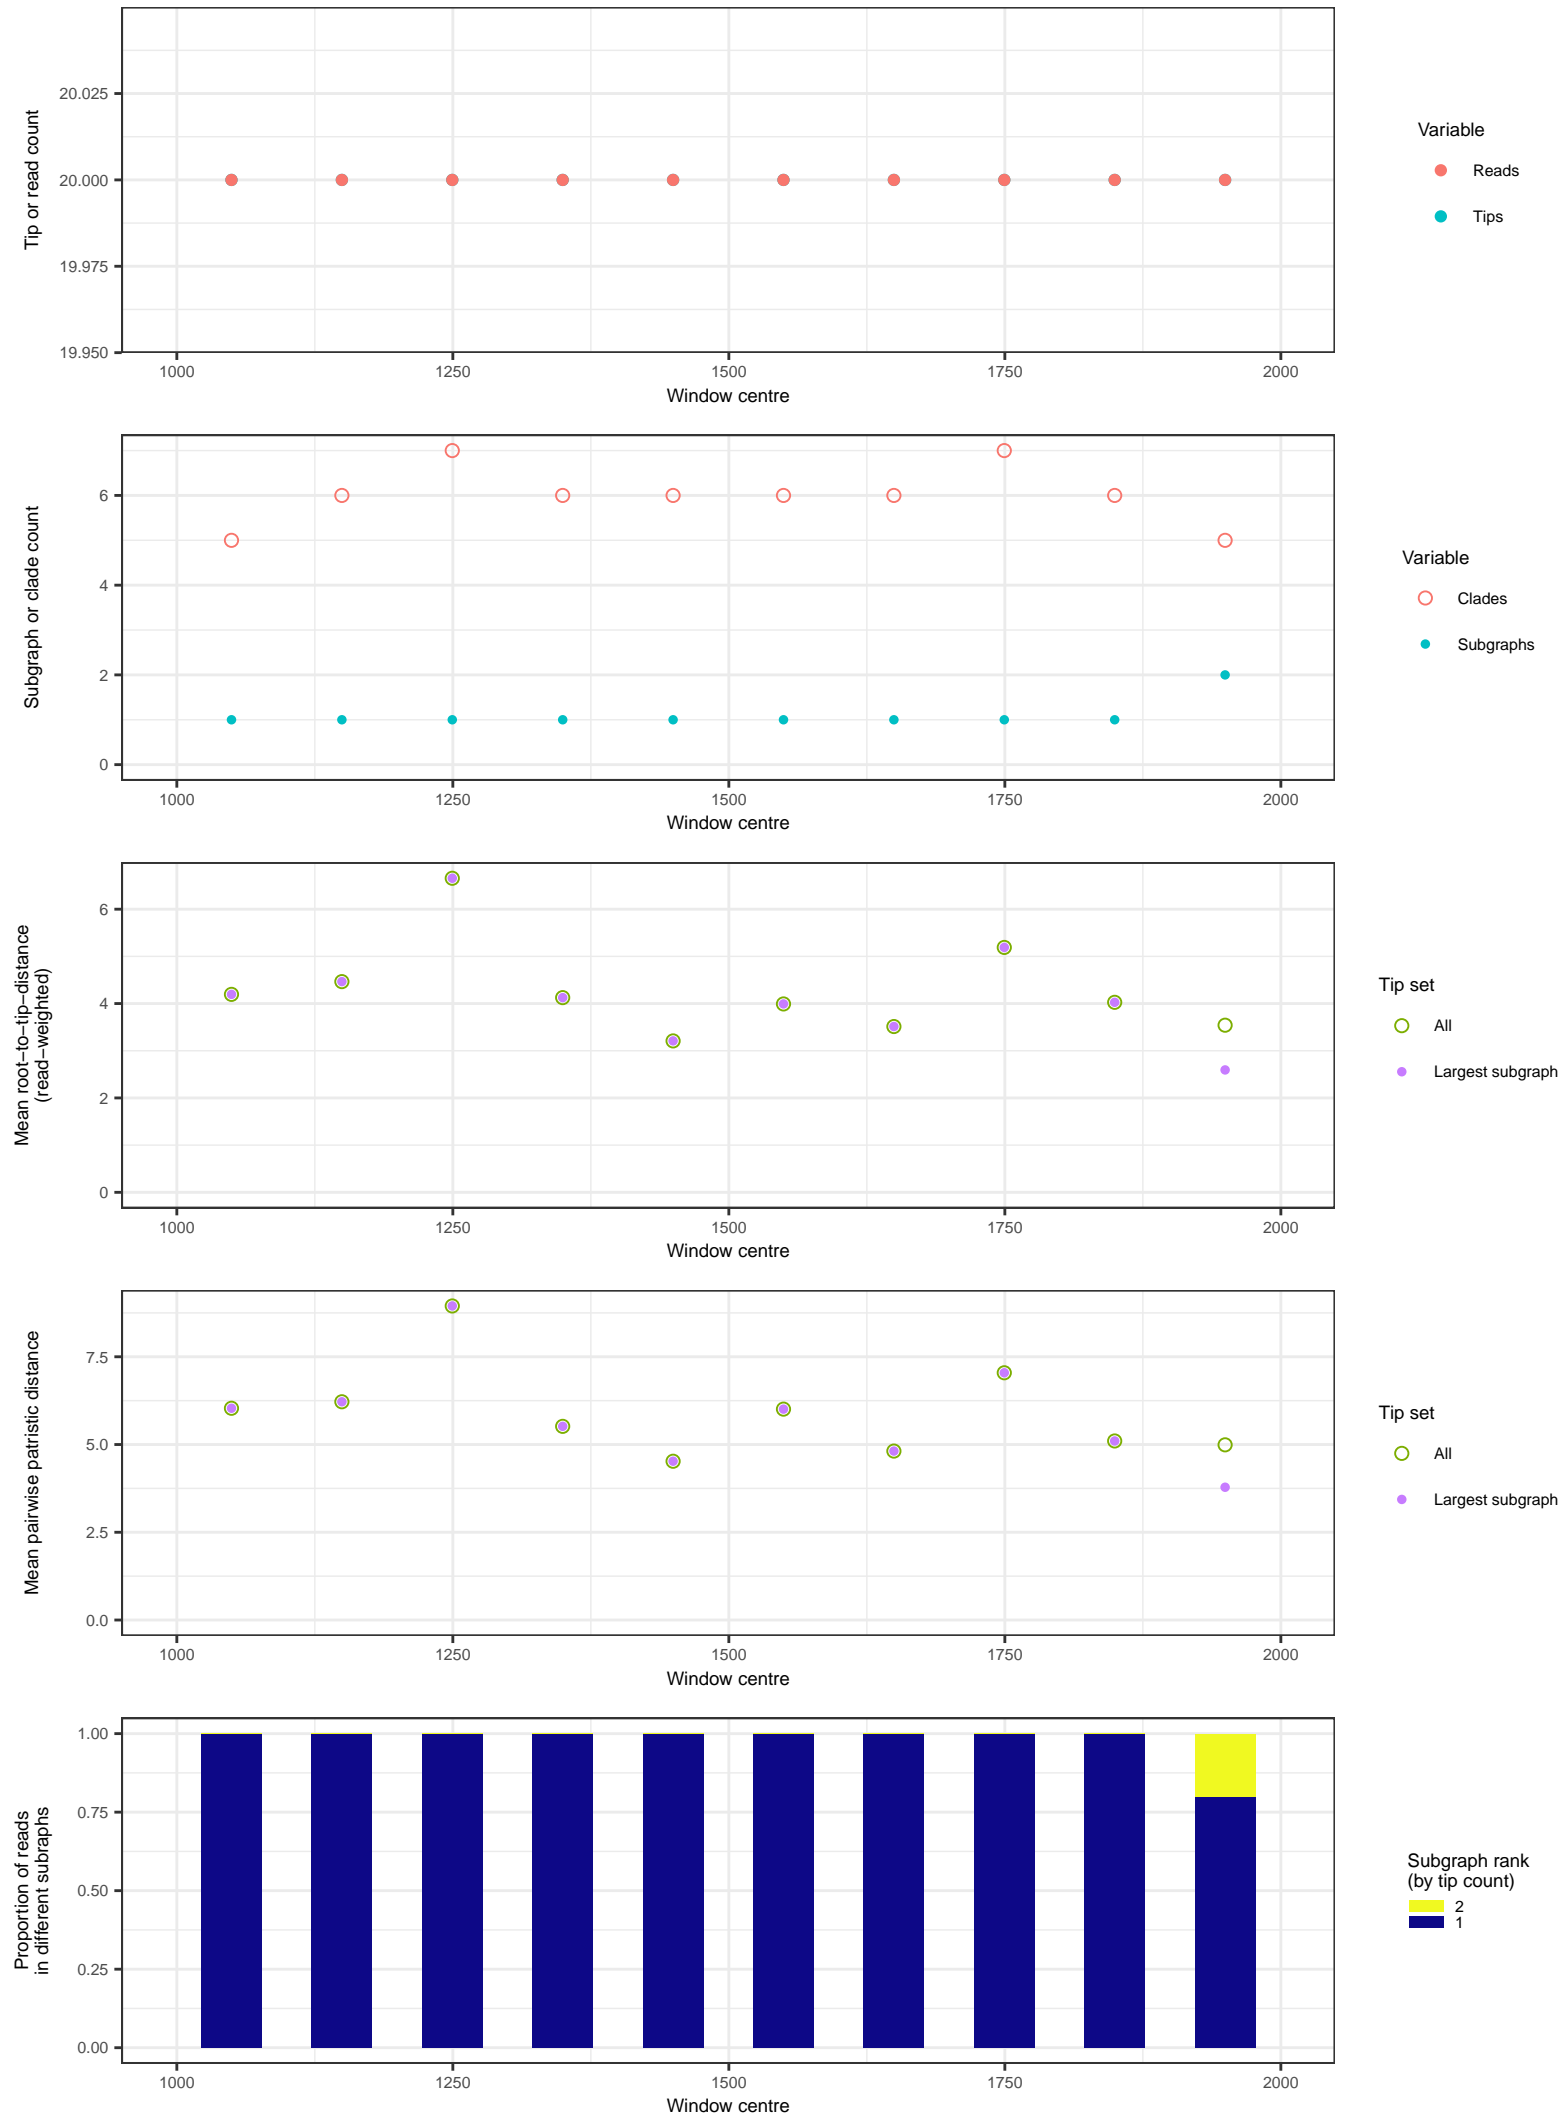 Tip or read count
20.025
20.000
19.975
19.950
1000 1250 1500 1750 2000
Window centre
Variable
Reads
Tips
Subgraph or clade count
6
4
2
0
1000 1250 1500 1750 2000
Window centre
Variable
Clades
Subgraphs
Mean root−to−tip−distance
(read−weighted)
6
4
2
0
1000 1250 1500 1750 2000
Window centre
Tip set
All
Largest subgraph
Mean pairwise patristic distance
7.5
5.0
2.5
0.0
1000 1250 1500 1750 2000
Window centre
Tip set
All
Largest subgraph
Proportion of reads
in different subraphs
1.00
0.75
0.50
0.25
0.00
1000 1250 1500 1750 2000
Window centre
Subgraph rank
(by tip count)
2
1